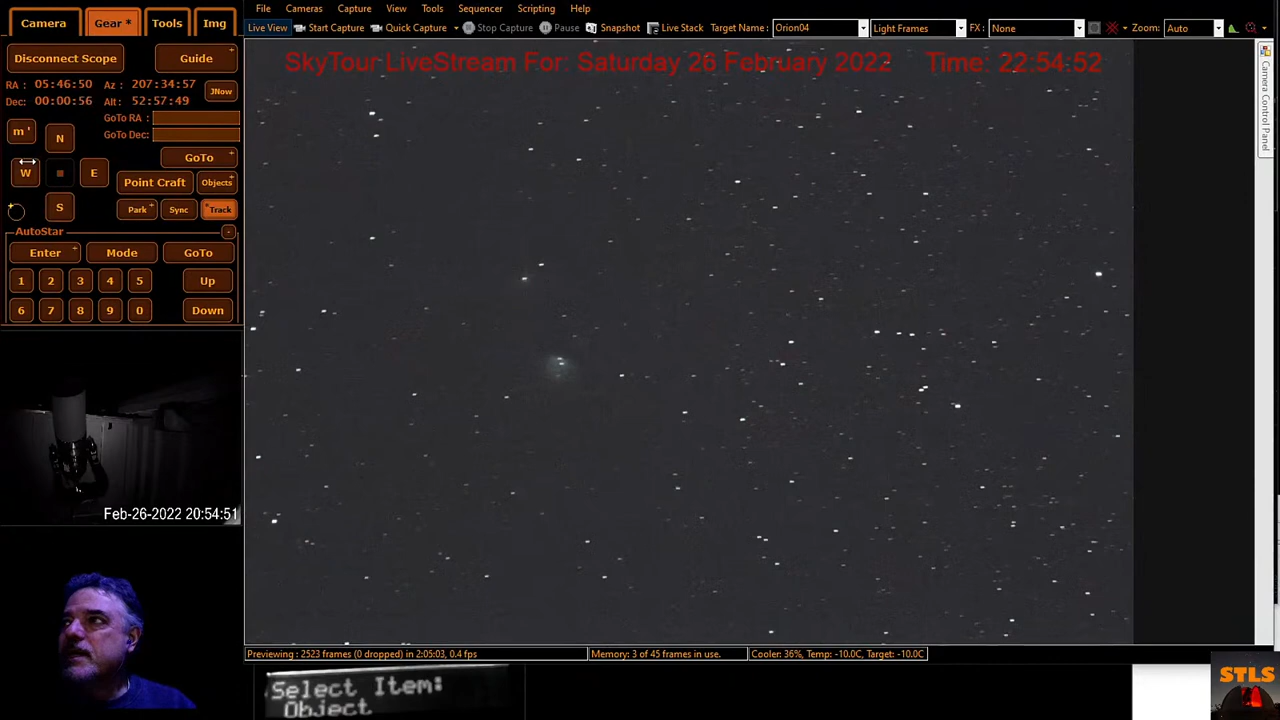 Camera Gear * Tools Img
File Cameras Capture View Tools Sequencer Scripting Help
Live View Start Capture Quick Capture Stop Capture Pause Snapshot Live Stack Target Name : Orion04 Light Frames FX : None Zoom: Auto
SkyTour LiveStream For Saturday 26 February 2022 Time: 22:54:52
Disconnect Scope Guide
RA : 05:46:50 Az : 207:34:57
Dec: 00:00:56 Alt : 52:57:49
JNow
GoTo RA :
GoTo Dec:
m '
N
GoTo
W E
Point Craft Objects
S
Park Sync Track
AutoStar
Enter Mode GoTo
1 2 3 4 5 Up
6 7 8 9 0 Down
Camera Control Panel
Feb-26-2022 20:54:51
Previewing : 2523 frames (0 dropped) in 2:05:03, 0.4 fps Memory: 3 of 45 frames in use. Cooler: 36%, Temp: -10.0C, Target: -10.0C
Select Item:
Object
STLS